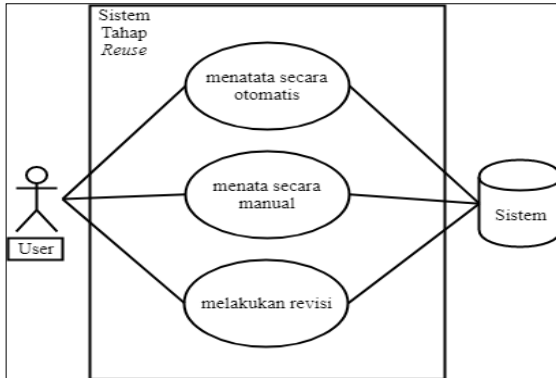 Sistem
Tahap
Reuse
menatata secara
otomatis
menata secara
manual
melakukan revisi
User
Sistem